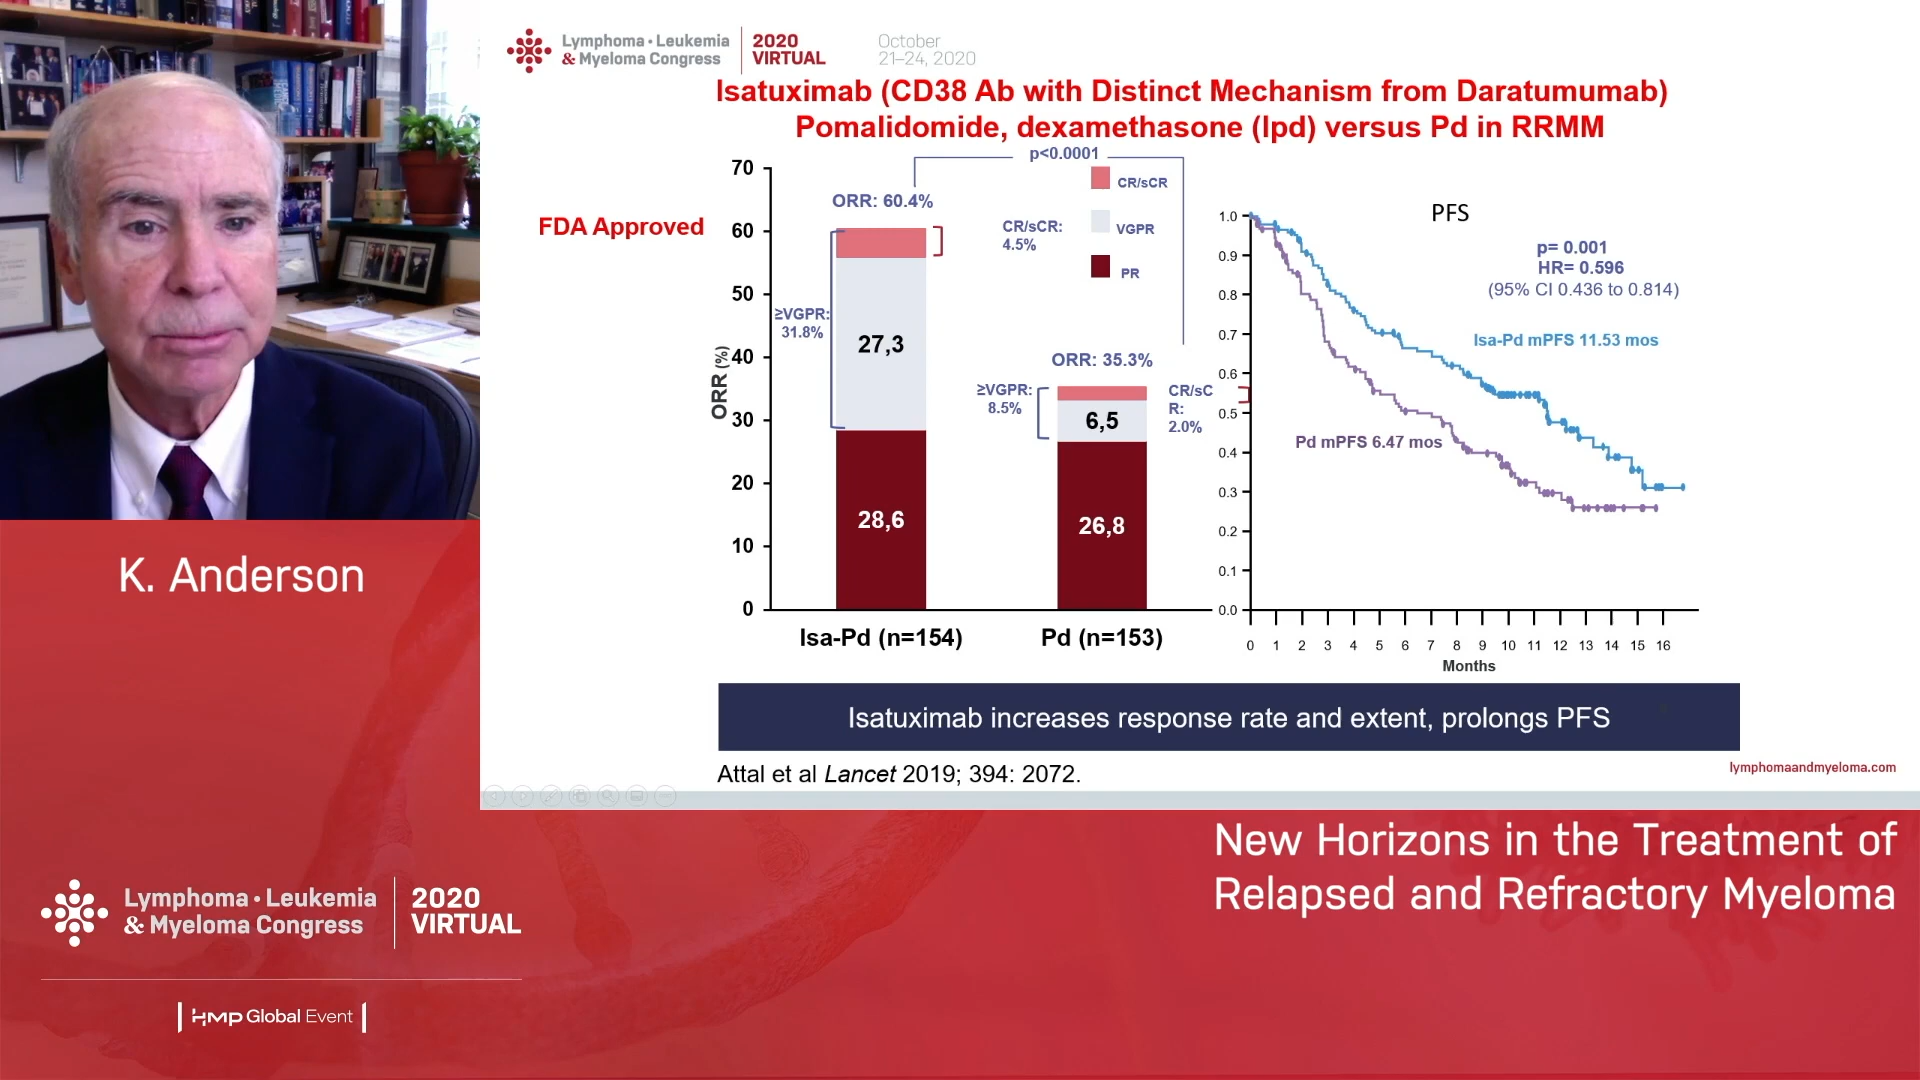 Lymphoma • Leukemia
& Myeloma Congress
2020
VIRTUAL
October
21–24, 2020
Isatuximab (CD38 Ab with Distinct Mechanism from Daratumumab)
Pomalidomide, dexamethasone (Ipd) versus Pd in RRMM
FDA Approved
p<0.0001
CR/sCR
VGPR
PR
ORR: 60.4%
CR/sCR:
4.5%
≥VGPR:
31.8%
27,3
28,6
ORR: 35.3%
≥VGPR:
8.5%
CR/sC
R:
2.0%
6,5
26,8
ORR (%)
70
60
50
40
30
20
10
0
Isa-Pd (n=154)
Pd (n=153)
PFS
p= 0.001
HR= 0.596
(95% CI 0.436 to 0.814)
Isa-Pd mPFS 11.53 mos
Pd mPFS 6.47 mos
1.0
0.9
0.8
0.7
0.6
0.5
0.4
0.3
0.2
0.1
0.0
0 1 2 3 4 5 6 7 8 9 10 11 12 13 14 15 16
Months
Isatuximab increases response rate and extent, prolongs PFS
Attal et al Lancet 2019; 394: 2072.
lymphomaandmyeloma.com
K. Anderson
New Horizons in the Treatment of
Relapsed and Refractory Myeloma
Lymphoma • Leukemia
& Myeloma Congress
2020
VIRTUAL
HMP Global Event